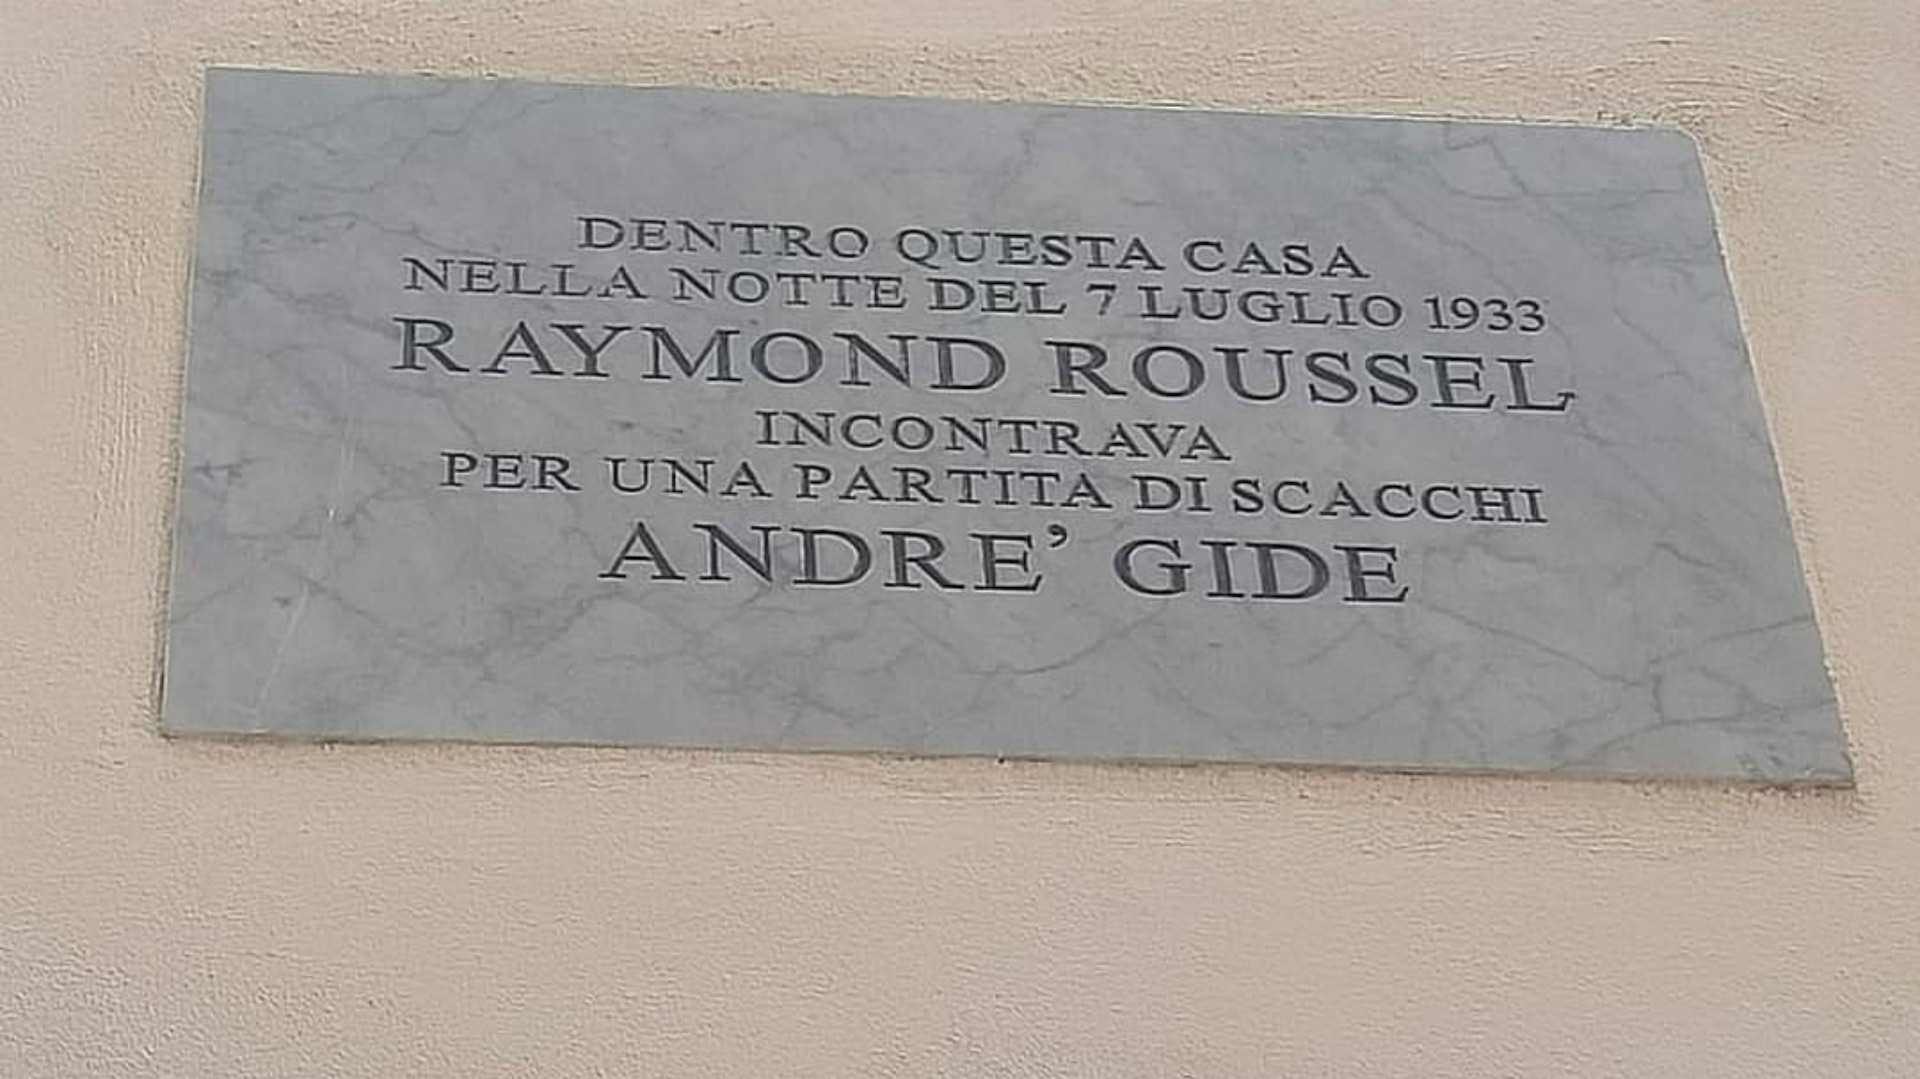 DENTRO QUESTA CASA
NELLA NOTTE DEL 7 LUGLIO 1933
RAYMOND ROUSSEL
INCONTRAVA
PER UNA PARTITA DI SCACCHI
ANDRE’ GIDE